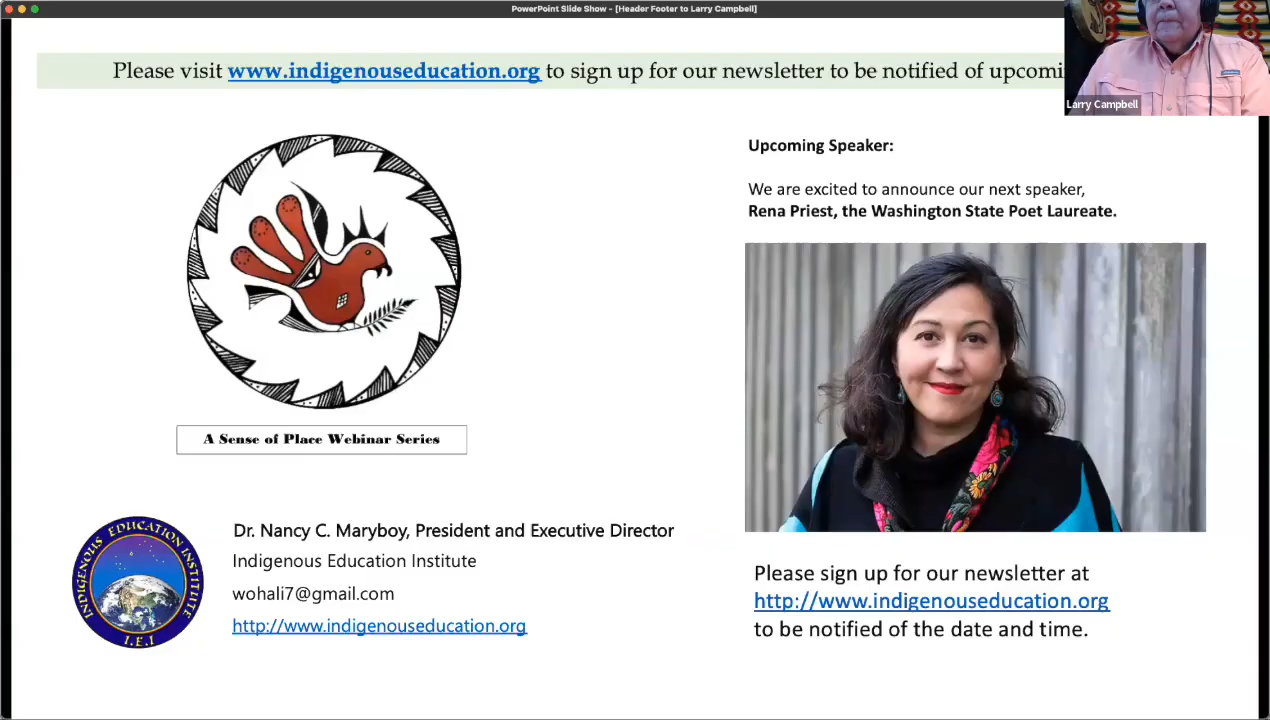 PowerPoint Slide Show - [Header Footer to Larry Campbell]
Please visit www.indigenouseducation.org to sign up for our newsletter to be notified of upcomi
Larry Campbell
Upcoming Speaker:
We are excited to announce our next speaker,
Rena Priest, the Washington State Poet Laureate.
A Sense of Place Webinar Series
INDIGENOUS EDUCATION INSTITUTE
I.E.I
Dr. Nancy C. Maryboy, President and Executive Director
Indigenous Education Institute
wohali7@gmail.com
http://www.indigenouseducation.org
Please sign up for our newsletter at
http://www.indigenouseducation.org
to be notified of the date and time.